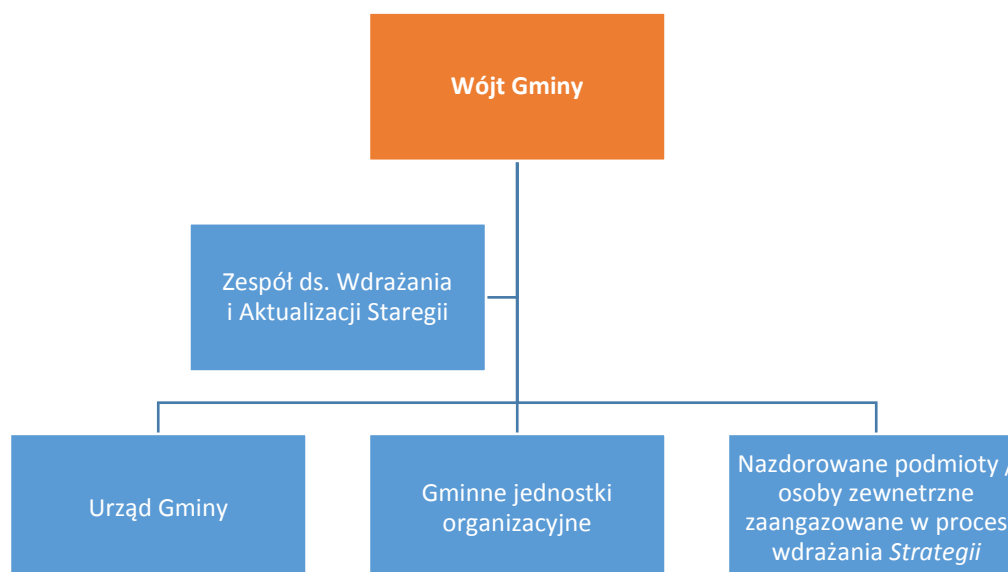 Wójt Gminy
Zespół ds. Wdrażania
i Aktualizacji Staregii
Urząd Gminy
Gminne jednostki
organizacyjne
Nazdorowane podmioty /
osoby zewnetrzne
zaangazowane w proces
wdrażania Strategii